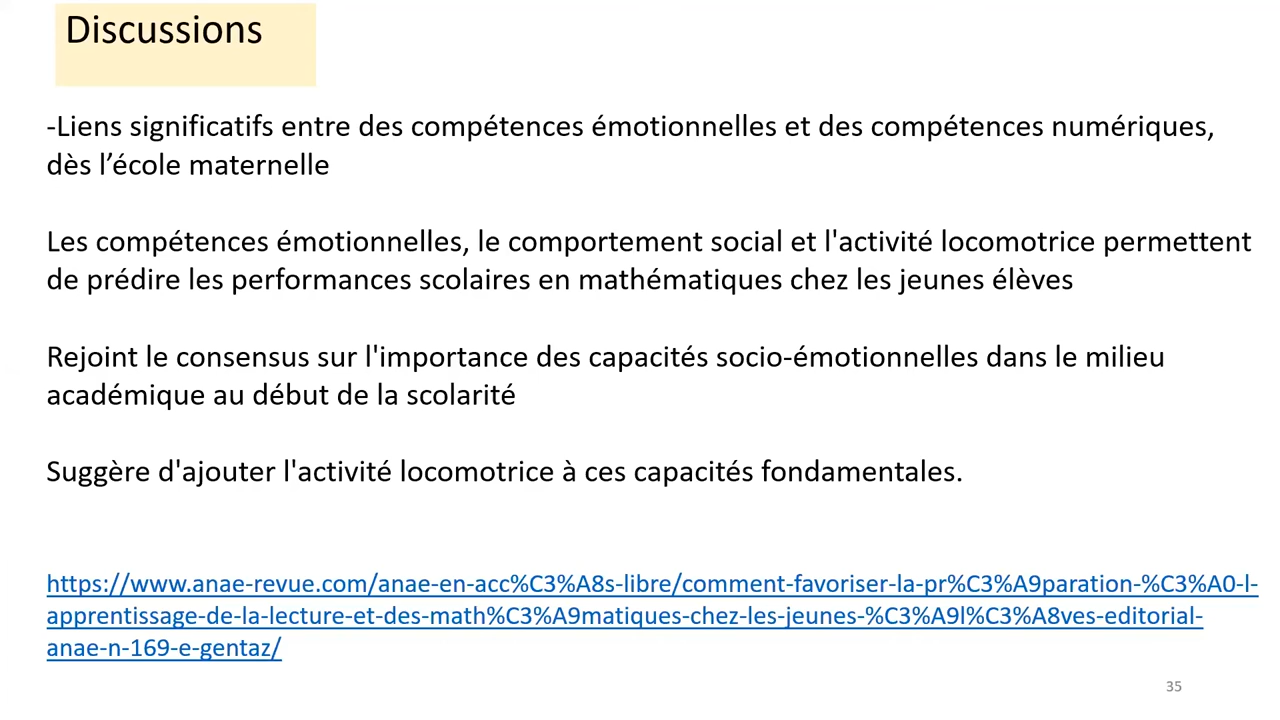 Discussions
-Liens significatifs entre des compétences émotionnelles et des compétences numériques,
dès l’école maternelle
Les compétences émotionnelles, le comportement social et l'activité locomotrice permettent
de prédire les performances scolaires en mathématiques chez les jeunes élèves
Rejoint le consensus sur l'importance des capacités socio-émotionnelles dans le milieu
académique au début de la scolarité
Suggère d'ajouter l'activité locomotrice à ces capacités fondamentales.
https://www.anae-revue.com/anae-en-acc%C3%A8s-libre/comment-favoriser-la-pr%C3%A9paration-%C3%A0-l-
apprentissage-de-la-lecture-et-des-math%C3%A9matiques-chez-les-jeunes-%C3%A9l%C3%A8ves-editorial-
anae-n-169-e-gentaz/
35